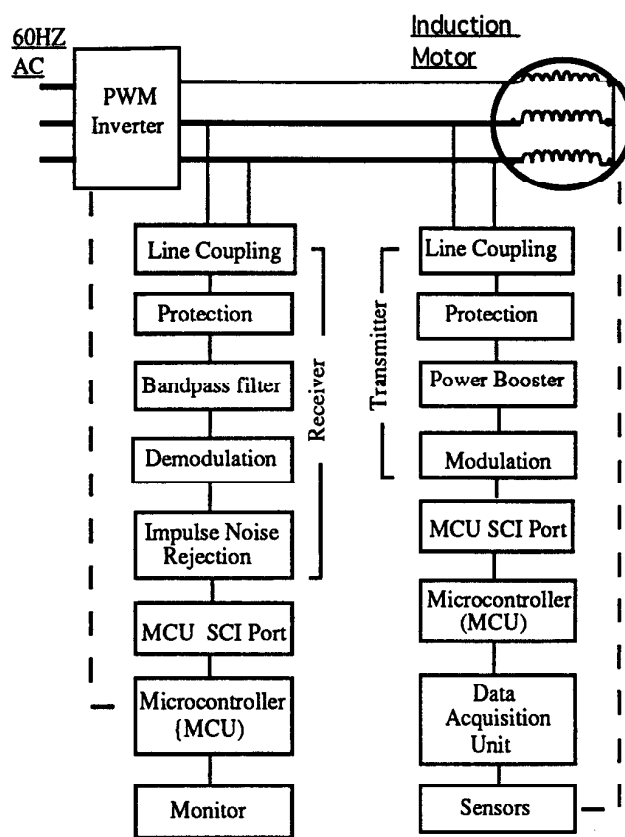 60HZ
AC
PWM
Inverter
Induction
Motor
Line Coupling
Protection
Bandpass filter
Demodulation
Impulse Noise
Rejection
MCU SCI Port
Microcontroller
{MCU)
Monitor
Receiver
Transmitter
Line Coupling
Protection
Power Booster
Modulation
MCU SCI Port
Microcontroller
(MCU)
Data
Acquisition
Unit
Sensors